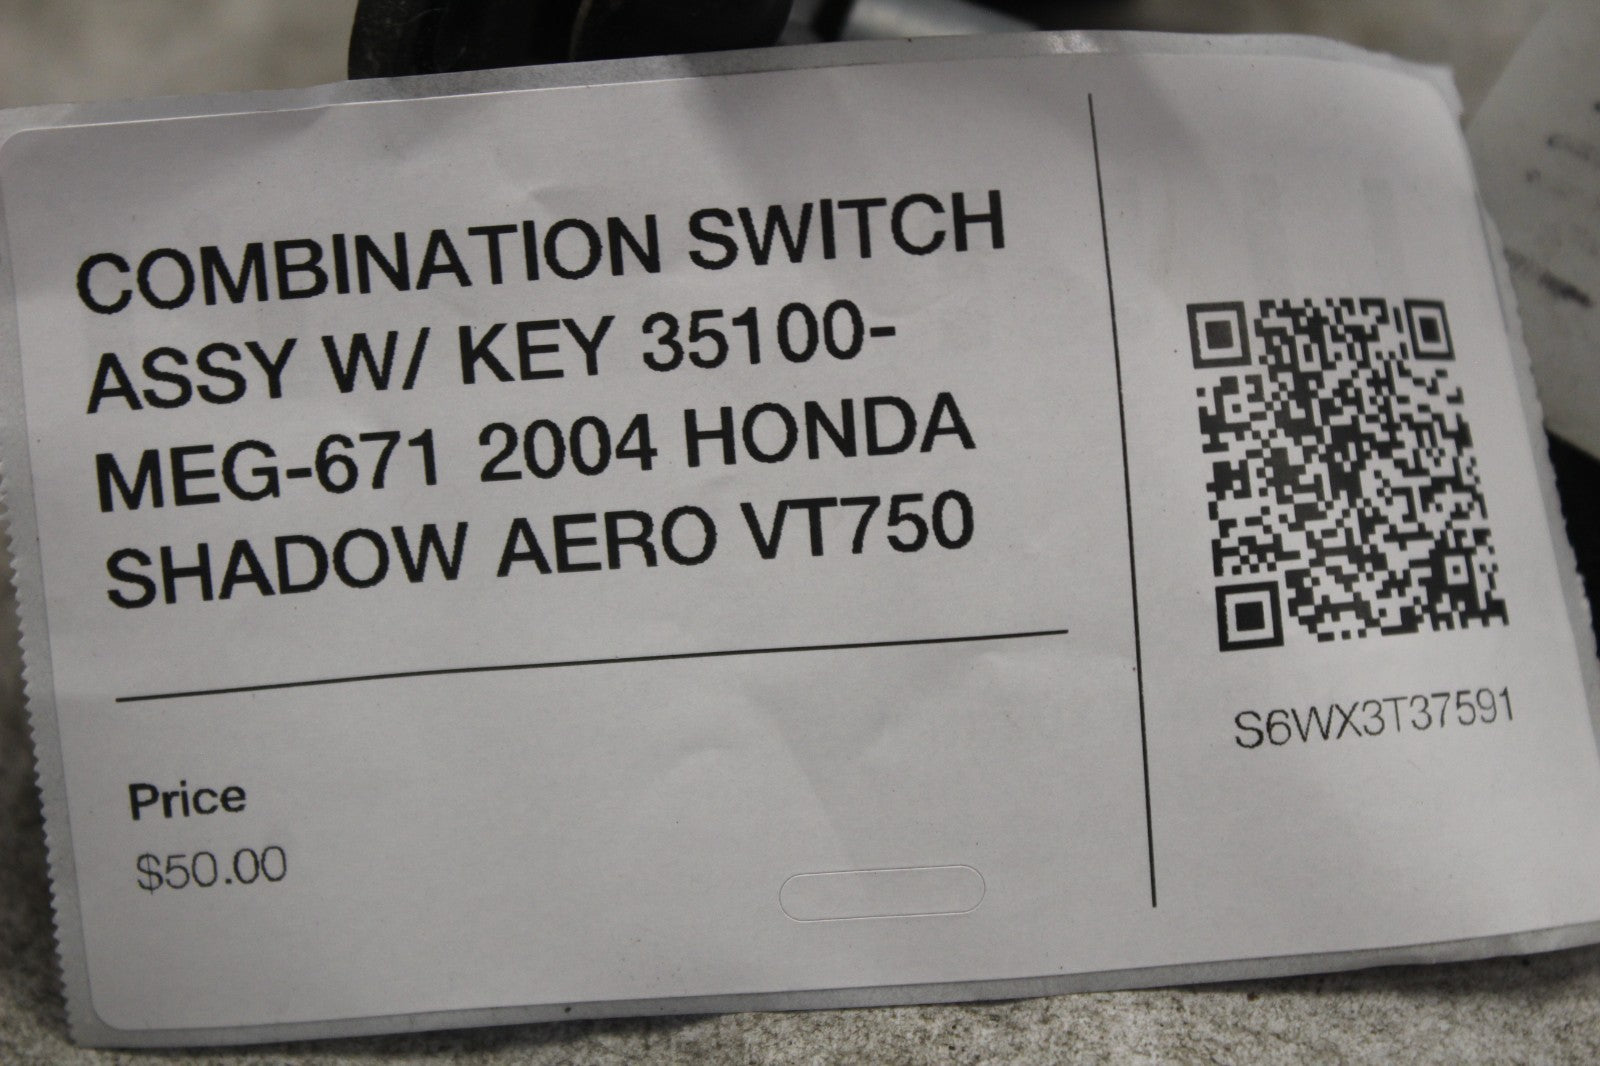 COMBINATION SWITCH
ASSY W/ KEY 35100-
MEG-671 2004 HONDA
SHADOW AERO VT750
Price
$50.00
S6WX3T37591